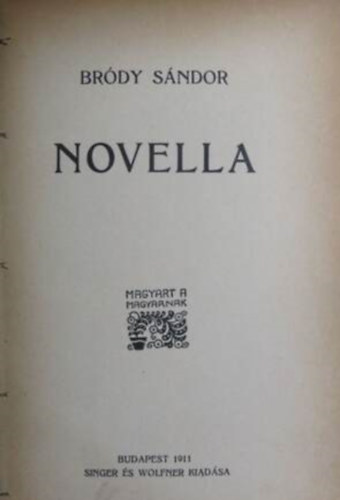 BRÓDY SÁNDOR
NOVELLA
MAGYART A
MAGYARNAK
BUDAPEST 1911
SINGER ÉS WOLFNER KIADÁSA